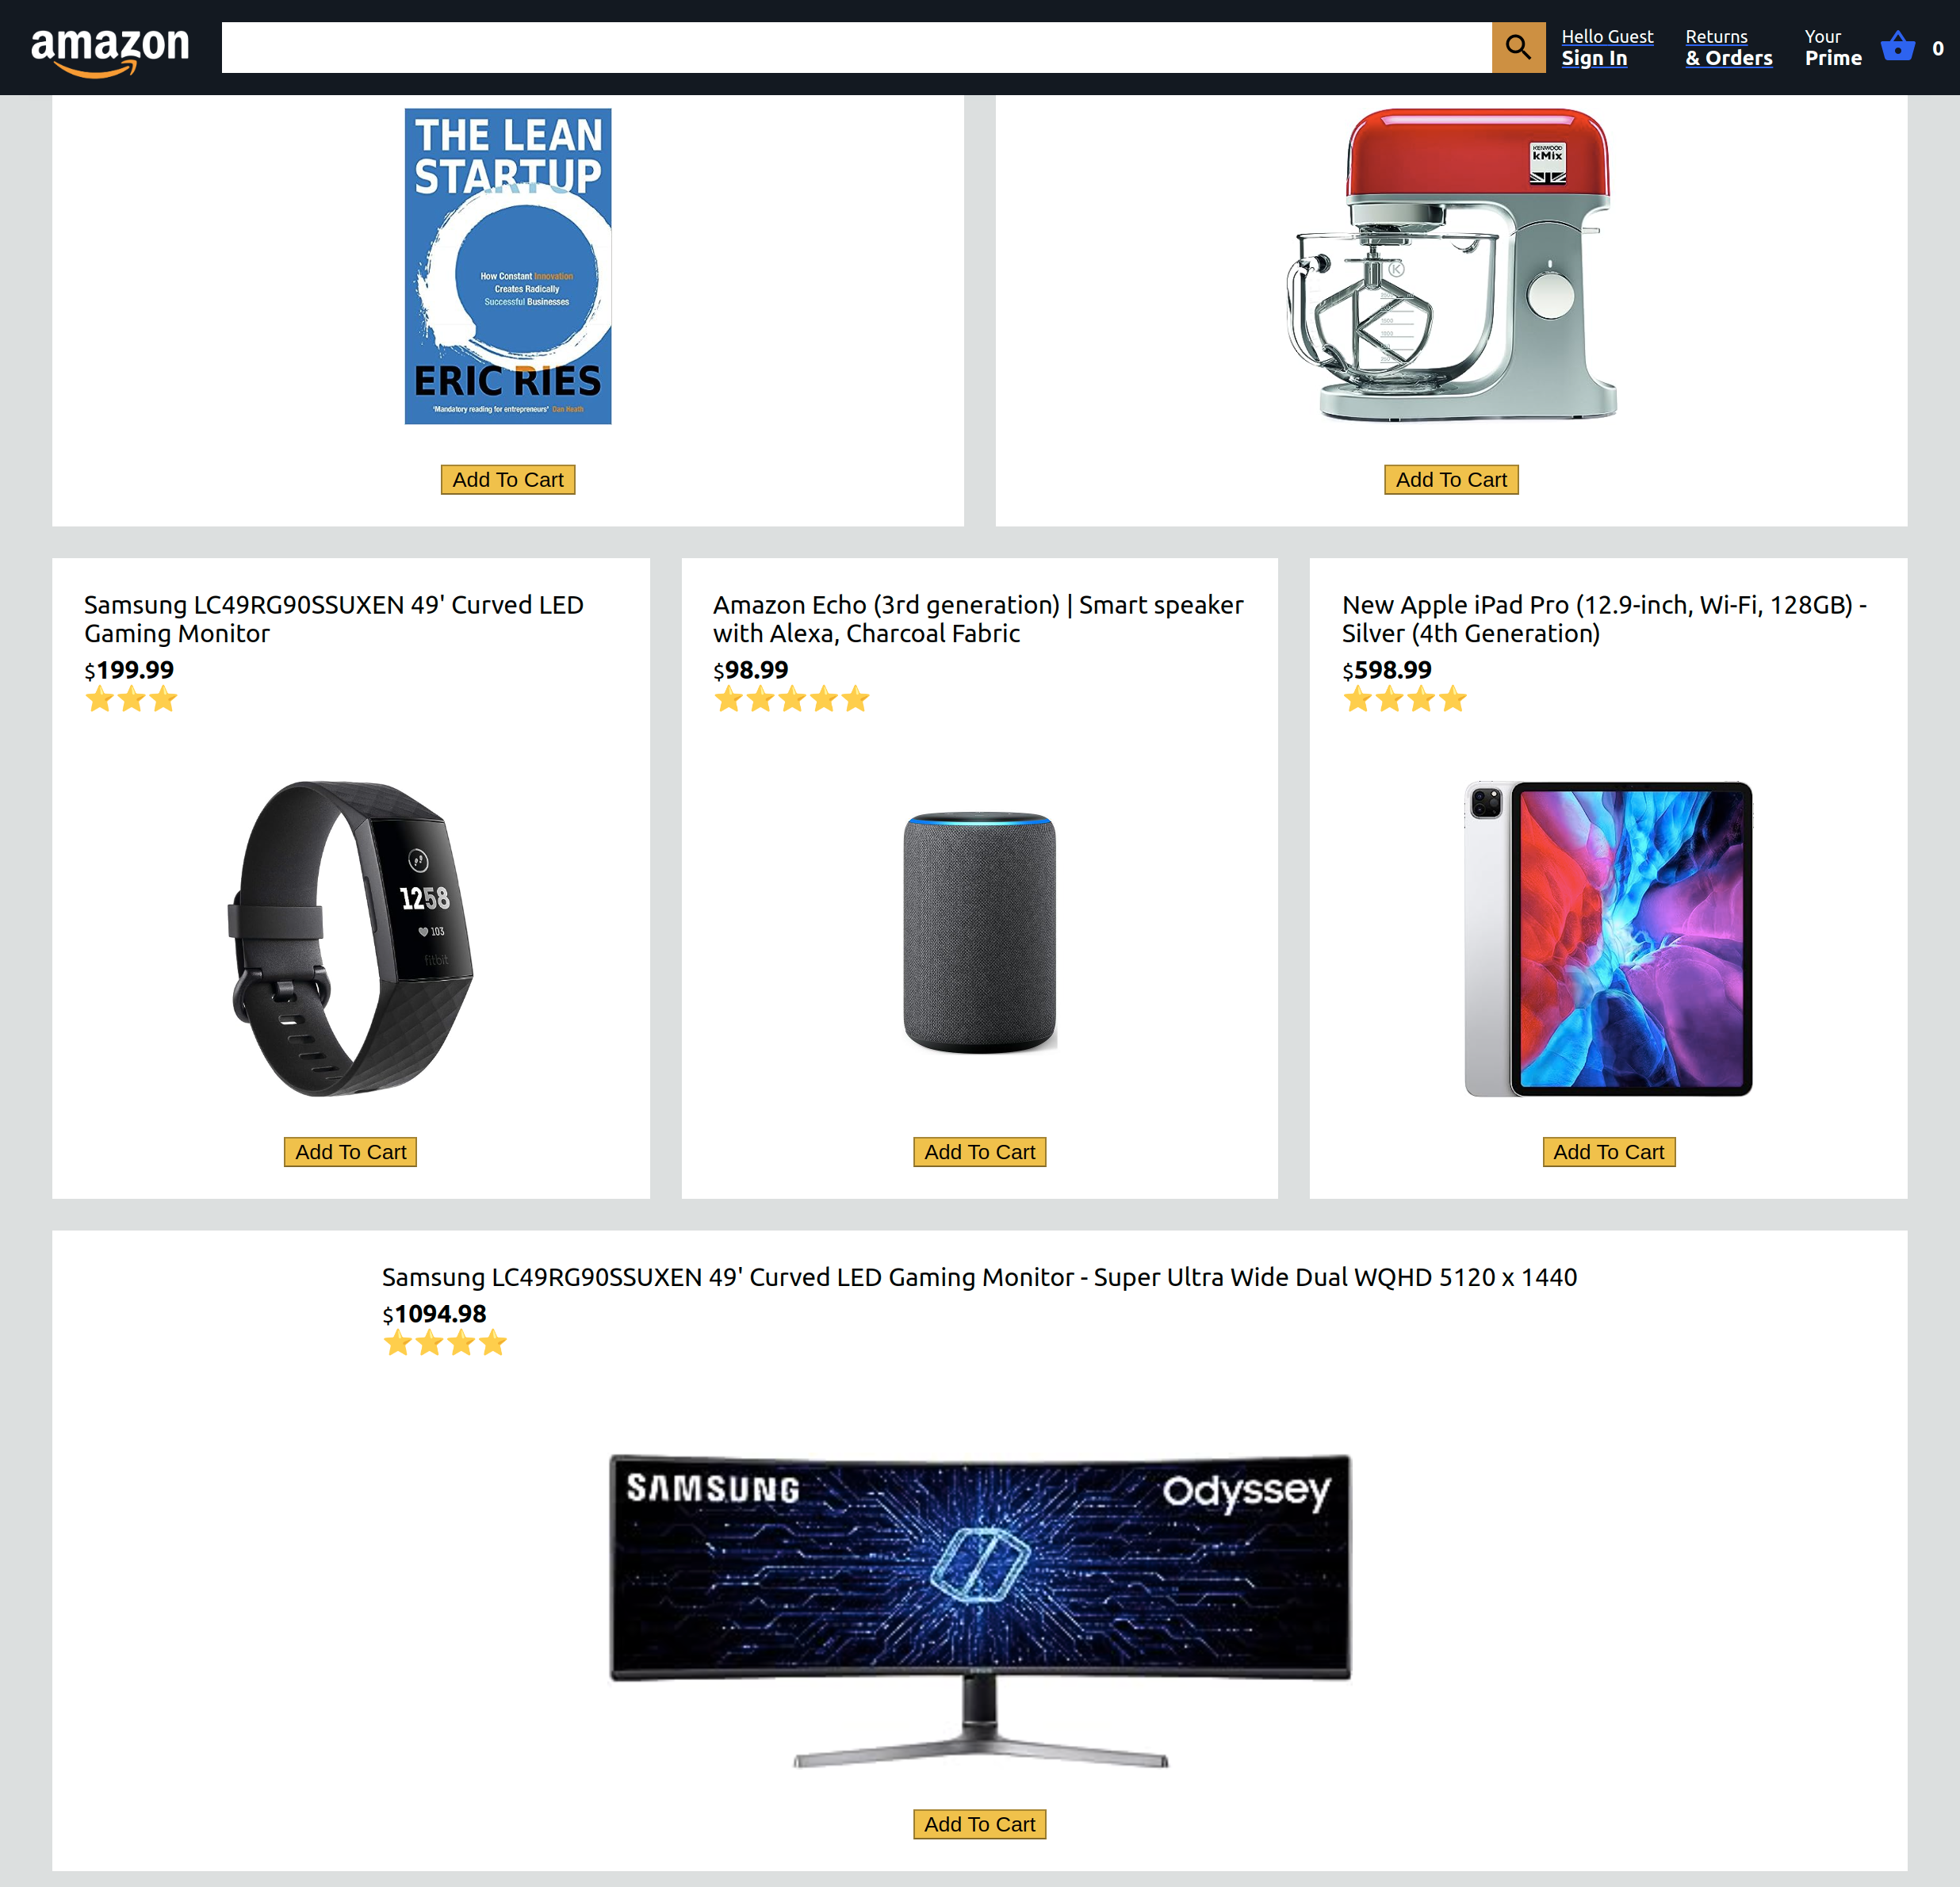 amazon
Hello Guest
Sign In
Returns
& Orders
Your
Prime
0
THE LEAN
STARTUP
How Constant Innovation
Creates Radically
Successful Businesses
ERIC RIES
'Mandatory reading for entrepreneurs' Dan Heath
KENWOOD
kMix
K
Add To Cart
Add To Cart
Samsung LC49RG90SSUXEN 49' Curved LED
Gaming Monitor
$199.99
1258
103
fitbit
Add To Cart
Amazon Echo (3rd generation) | Smart speaker
with Alexa, Charcoal Fabric
$98.99
Add To Cart
New Apple iPad Pro (12.9-inch, Wi-Fi, 128GB) -
Silver (4th Generation)
$598.99
Add To Cart
Samsung LC49RG90SSUXEN 49' Curved LED Gaming Monitor - Super Ultra Wide Dual WQHD 5120 x 1440
$1094.98
SAMSUNG
Odyssey
Add To Cart